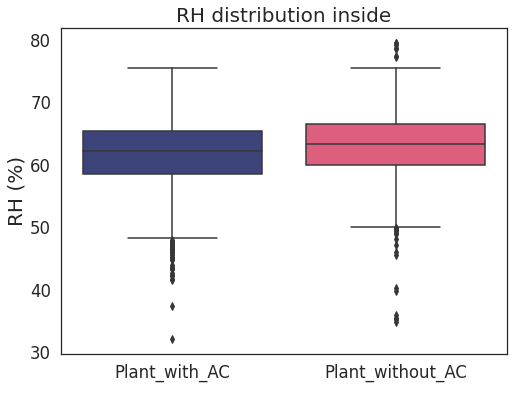 RH distribution inside
80
70
60
50
40
30
RH (%)
Plant_with_AC
Plant_without_AC